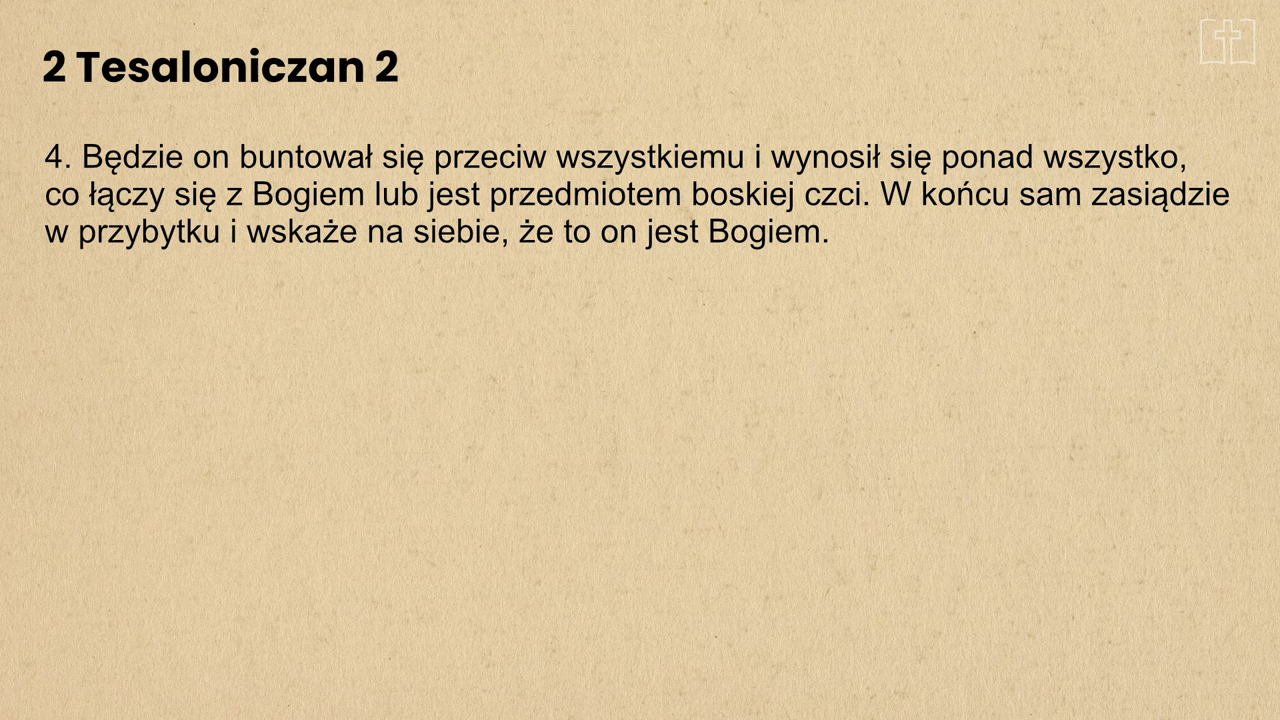 2 Tesaloniczan 2
4. Będzie on buntował się przeciw wszystkiemu i wynosił się ponad wszystko,
co łączy się z Bogiem lub jest przedmiotem boskiej czci. W końcu sam zasiądzie
w przybytku i wskaże na siebie, że to on jest Bogiem.